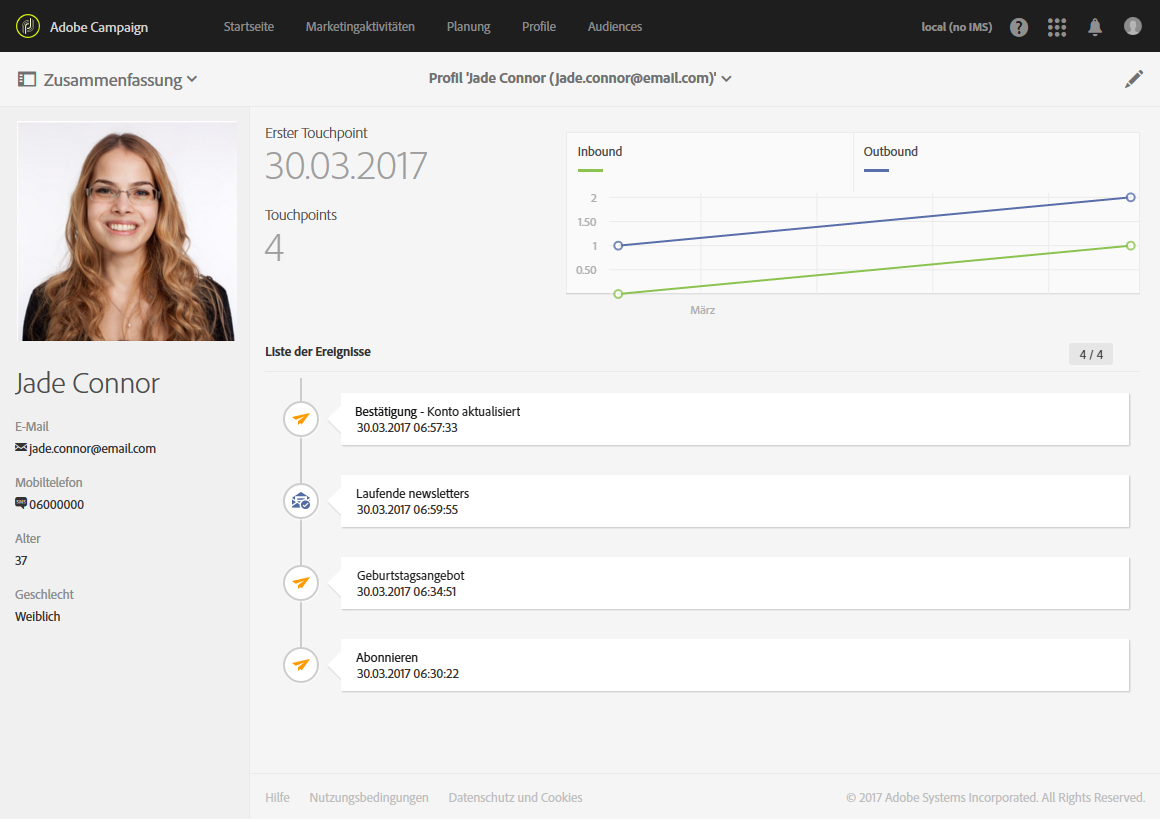 Adobe Campaign
Startseite
Marketingaktivitäten
Planung
Profile
Audiences
local (no IMS)
?
Zusammenfassung
Profil 'Jade Connor (jade.connor@email.com)'
Erster Touchpoint
30.03.2017
Touchpoints
4
Inbound
Outbound
2
1.50
1
0.50
März
Jade Connor
E-Mail
jade.connor@email.com
Mobiltelefon
SMS 06000000
Alter
37
Geschlecht
Weiblich
Liste der Ereignisse
4 / 4
Bestätigung - Konto aktualisiert
30.03.2017 06:57:33
Laufende newsletters
30.03.2017 06:59:55
Geburtstagsangebot
30.03.2017 06:34:51
Abonnieren
30.03.2017 06:30:22
Hilfe
Nutzungsbedingungen
Datenschutz und Cookies
© 2017 Adobe Systems Incorporated. All Rights Reserved.